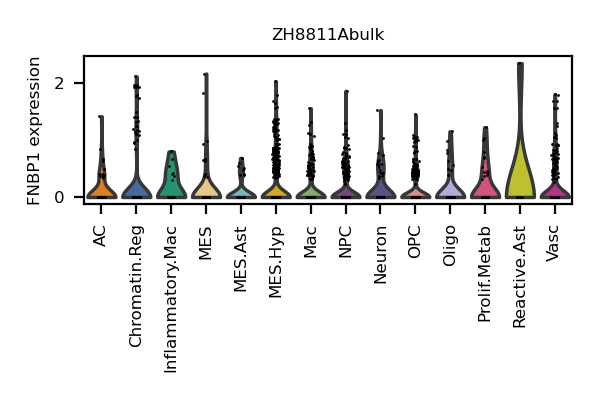 ZH8811Abulk
FNBP1 expression
2
0
AC
Chromatin.Reg
Inflammatory.Mac
MES
MES.Ast
MES.Hyp
Mac
NPC
Neuron
OPC
Oligo
Prolif.Metab
Reactive.Ast
Vasc